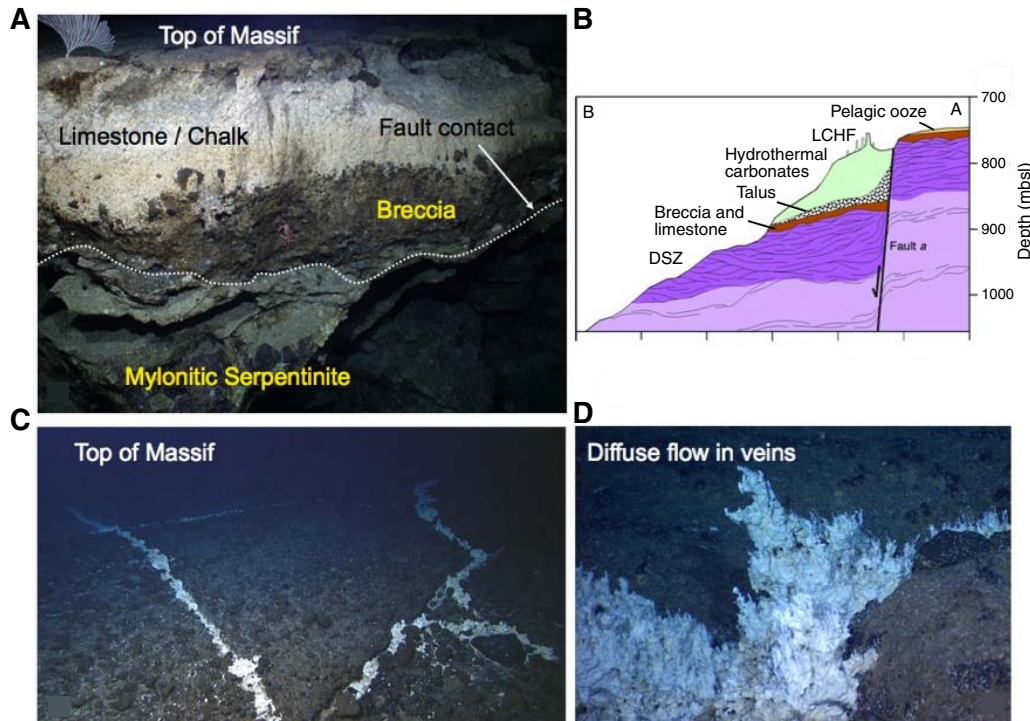 A
Top of Massif
Limestone / Chalk
Fault contact
Breccia
Mylonitic Serpentinite
B
B
A
700
Pelagic ooze
LCHF
Hydrothermal
carbonates
800
Talus
Breccia and
limestone
900
DSZ
Fault a
1000
Depth (mbsl)
C
Top of Massif
D
Diffuse flow in veins